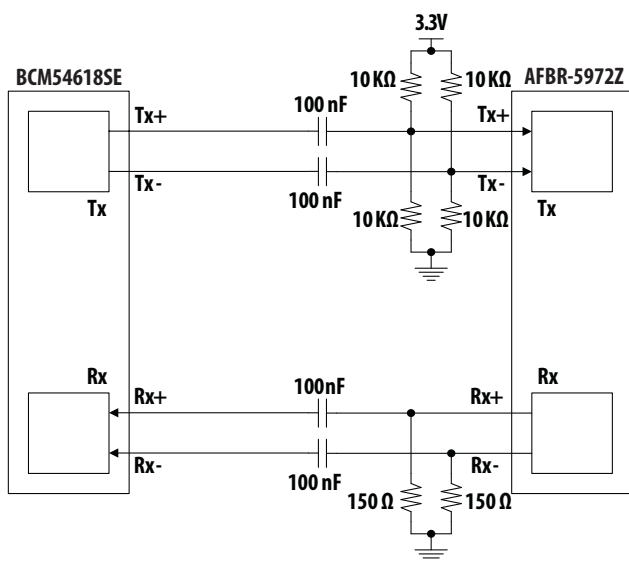 3.3V
BCM54618SE
10 KΩ
10 KΩ
AFBR-5972Z
100 nF
Tx+
Tx+
Tx-
Tx-
100 nF
Tx
10 KΩ
10 KΩ
Tx
Rx
100nF
Rx
Rx+
Rx+
Rx-
Rx-
100 nF
150 Ω
150 Ω